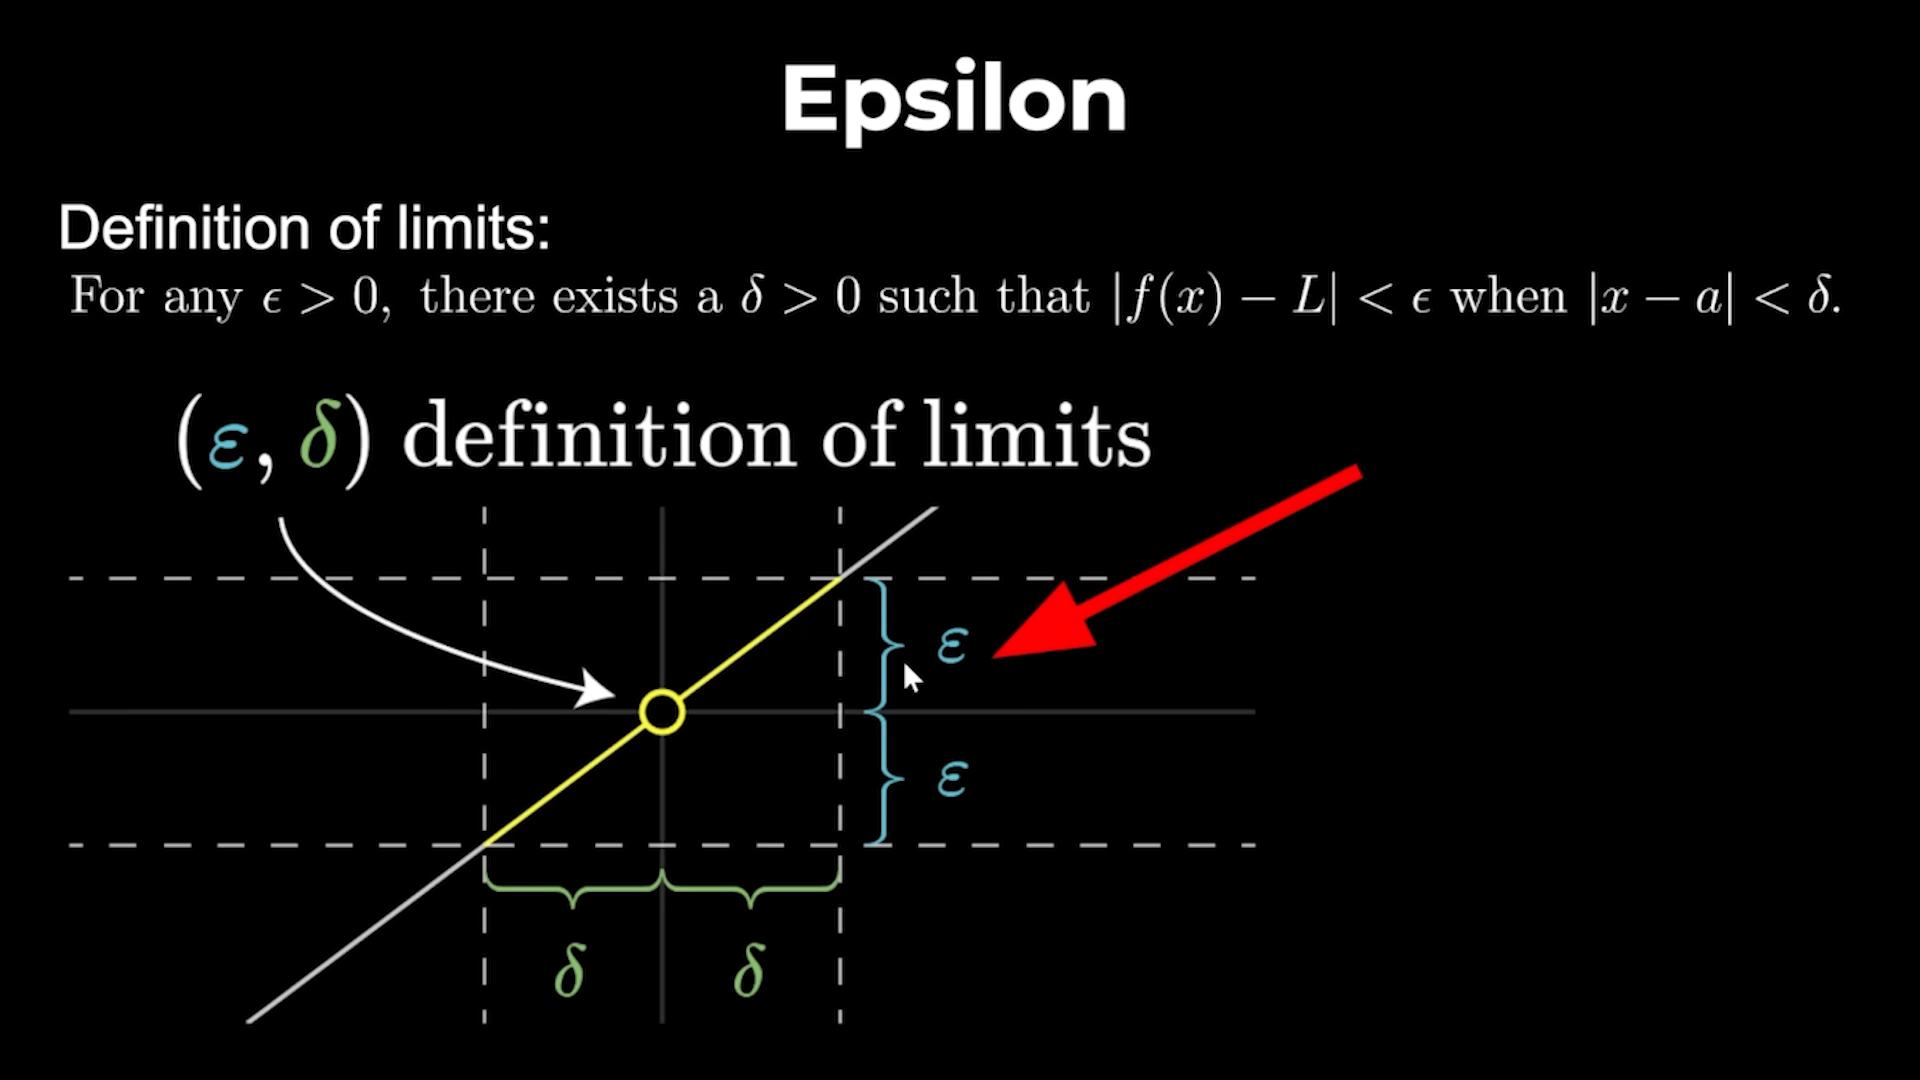 Epsilon
Definition of limits:
For any ϵ > 0, there exists a δ > 0 such that |f(x) − L| < ϵ when |x − a| < δ.
(ε, δ) definition of limits
ε
ε
δ δ